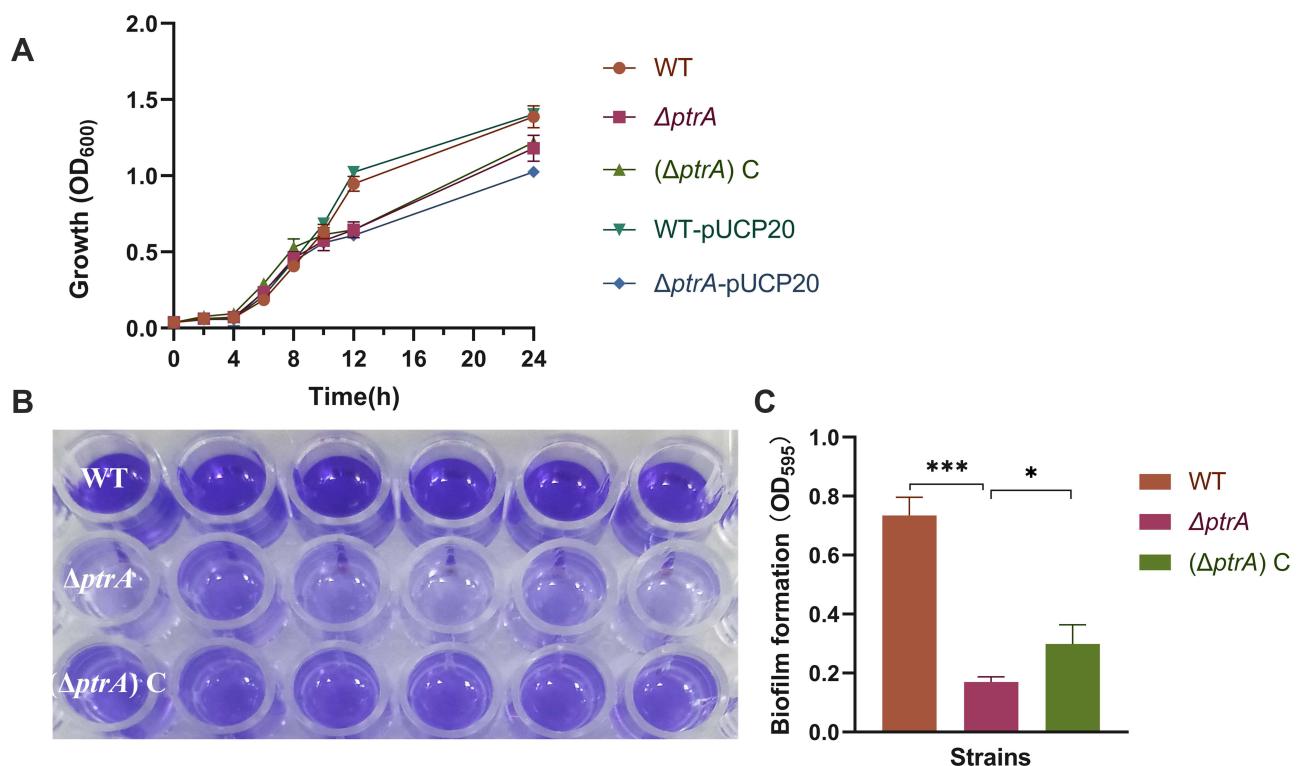 A
2.0
1.5
1.0
0.5
0.0
Growth (OD600)
0 4 8 12 16 20 24
Time(h)
WT
ΔptrA
(ΔptrA) C
WT-pUCP20
ΔptrA-pUCP20
B
WT
ΔptrA
(ΔptrA) C
C
1.0
0.8
0.6
0.4
0.2
0.0
Biofilm formation（OD595）
***
*
Strains
WT
ΔptrA
(ΔptrA) C